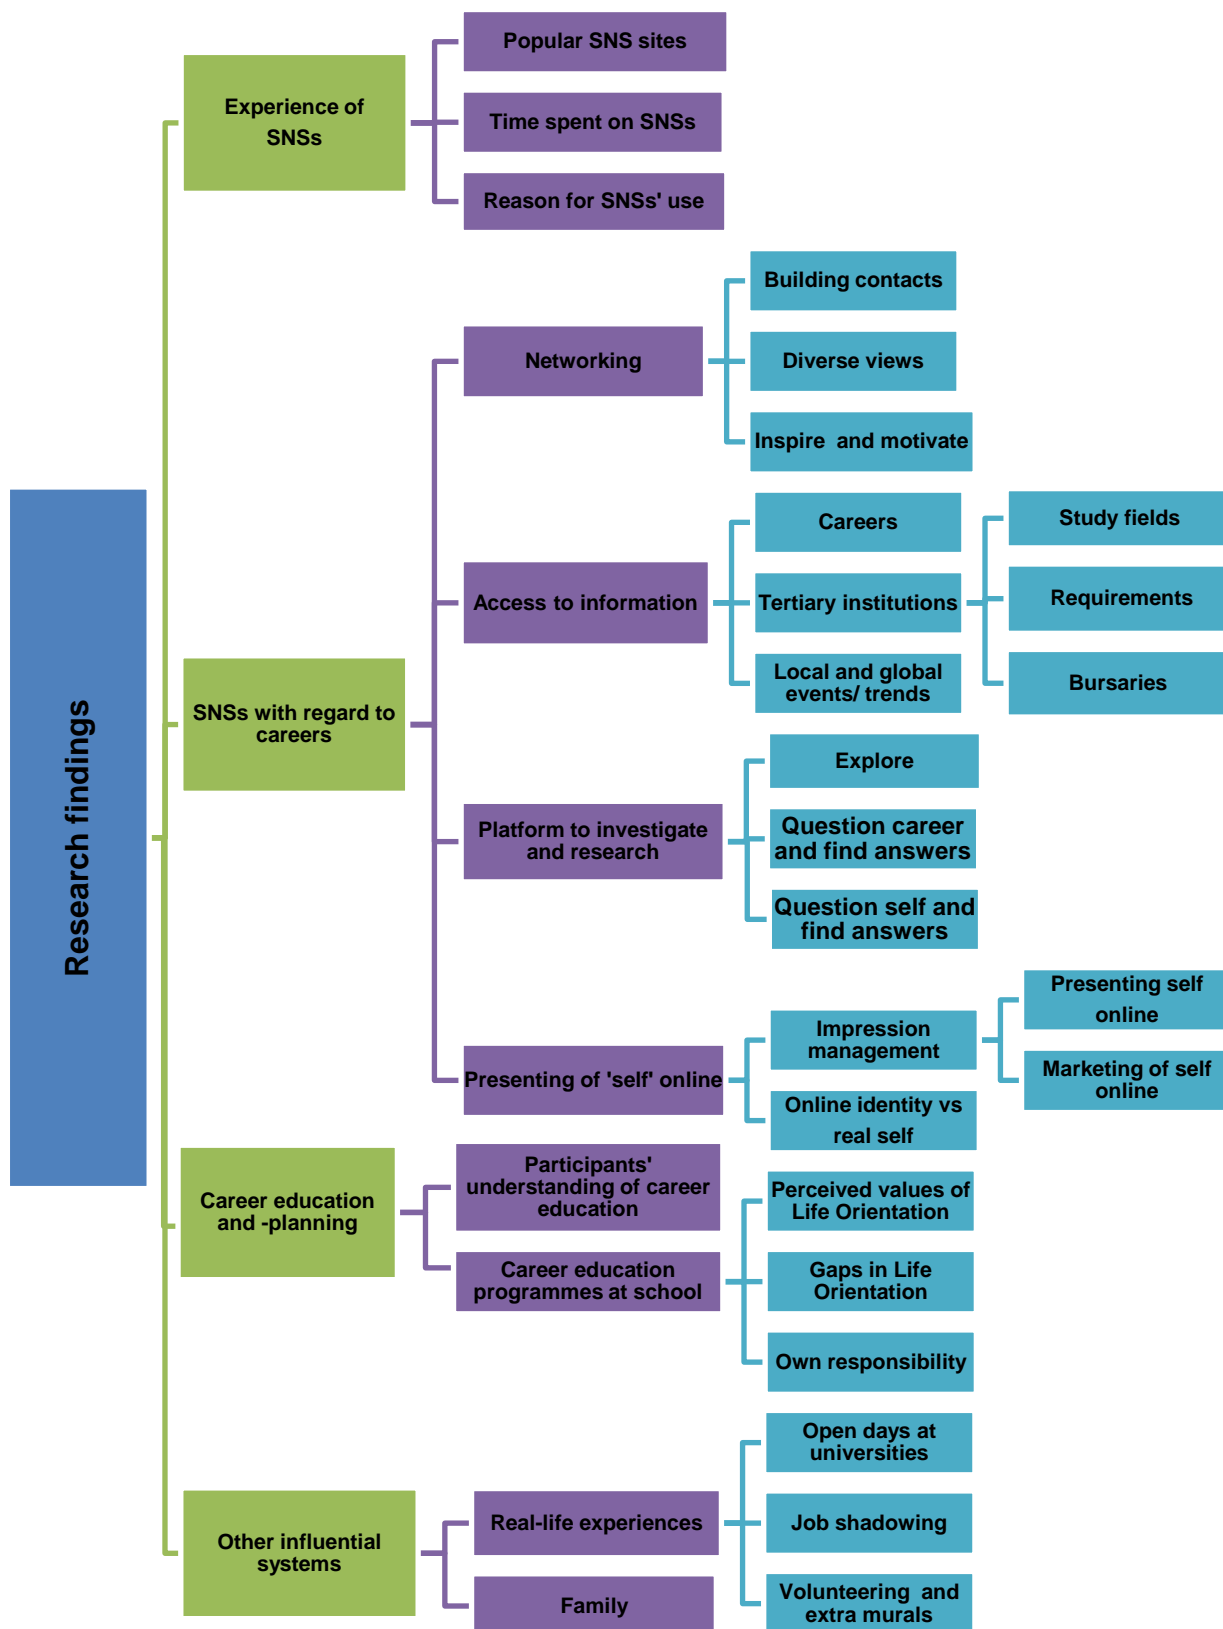 Research findings
Experience of
SNSs
Popular SNS sites
Time spent on SNSs
Reason for SNSs' use
SNSs with regard to
careers
Networking
Building contacts
Diverse views
Inspire  and motivate
Access to information
Careers
Tertiary institutions
Study fields
Requirements
Bursaries
Local and global
events/ trends
Platform to investigate
and research
Explore
Question career
and find answers
Question self and
find answers
Presenting of 'self' online
Impression
management
Presenting self
online
Marketing of self
online
Online identity vs
real self
Career education
and -planning
Participants'
understanding of career
education
Career education
programmes at school
Perceived values of
Life Orientation
Gaps in Life
Orientation
Own responsibility
Other influential
systems
Real-life experiences
Open days at
universities
Job shadowing
Volunteering  and
extra murals
Family